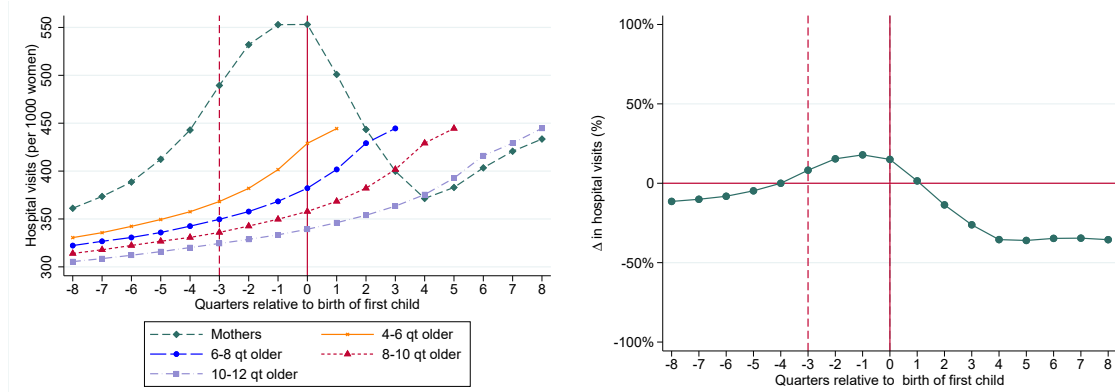 Hospital visits (per 1000 women)
550
500
450
400
350
300
-8 -7 -6 -5 -4 -3 -2 -1 0 1 2 3 4 5 6 7 8
Quarters relative to birth of first child
Mothers 4-6 qt older
6-8 qt older 8-10 qt older
10-12 qt older
Δ in hospital visits (%)
100%
50%
0
-50%
-100%
-8 -7 -6 -5 -4 -3 -2 -1 0 1 2 3 4 5 6 7 8
Quarters relative to birth of first child